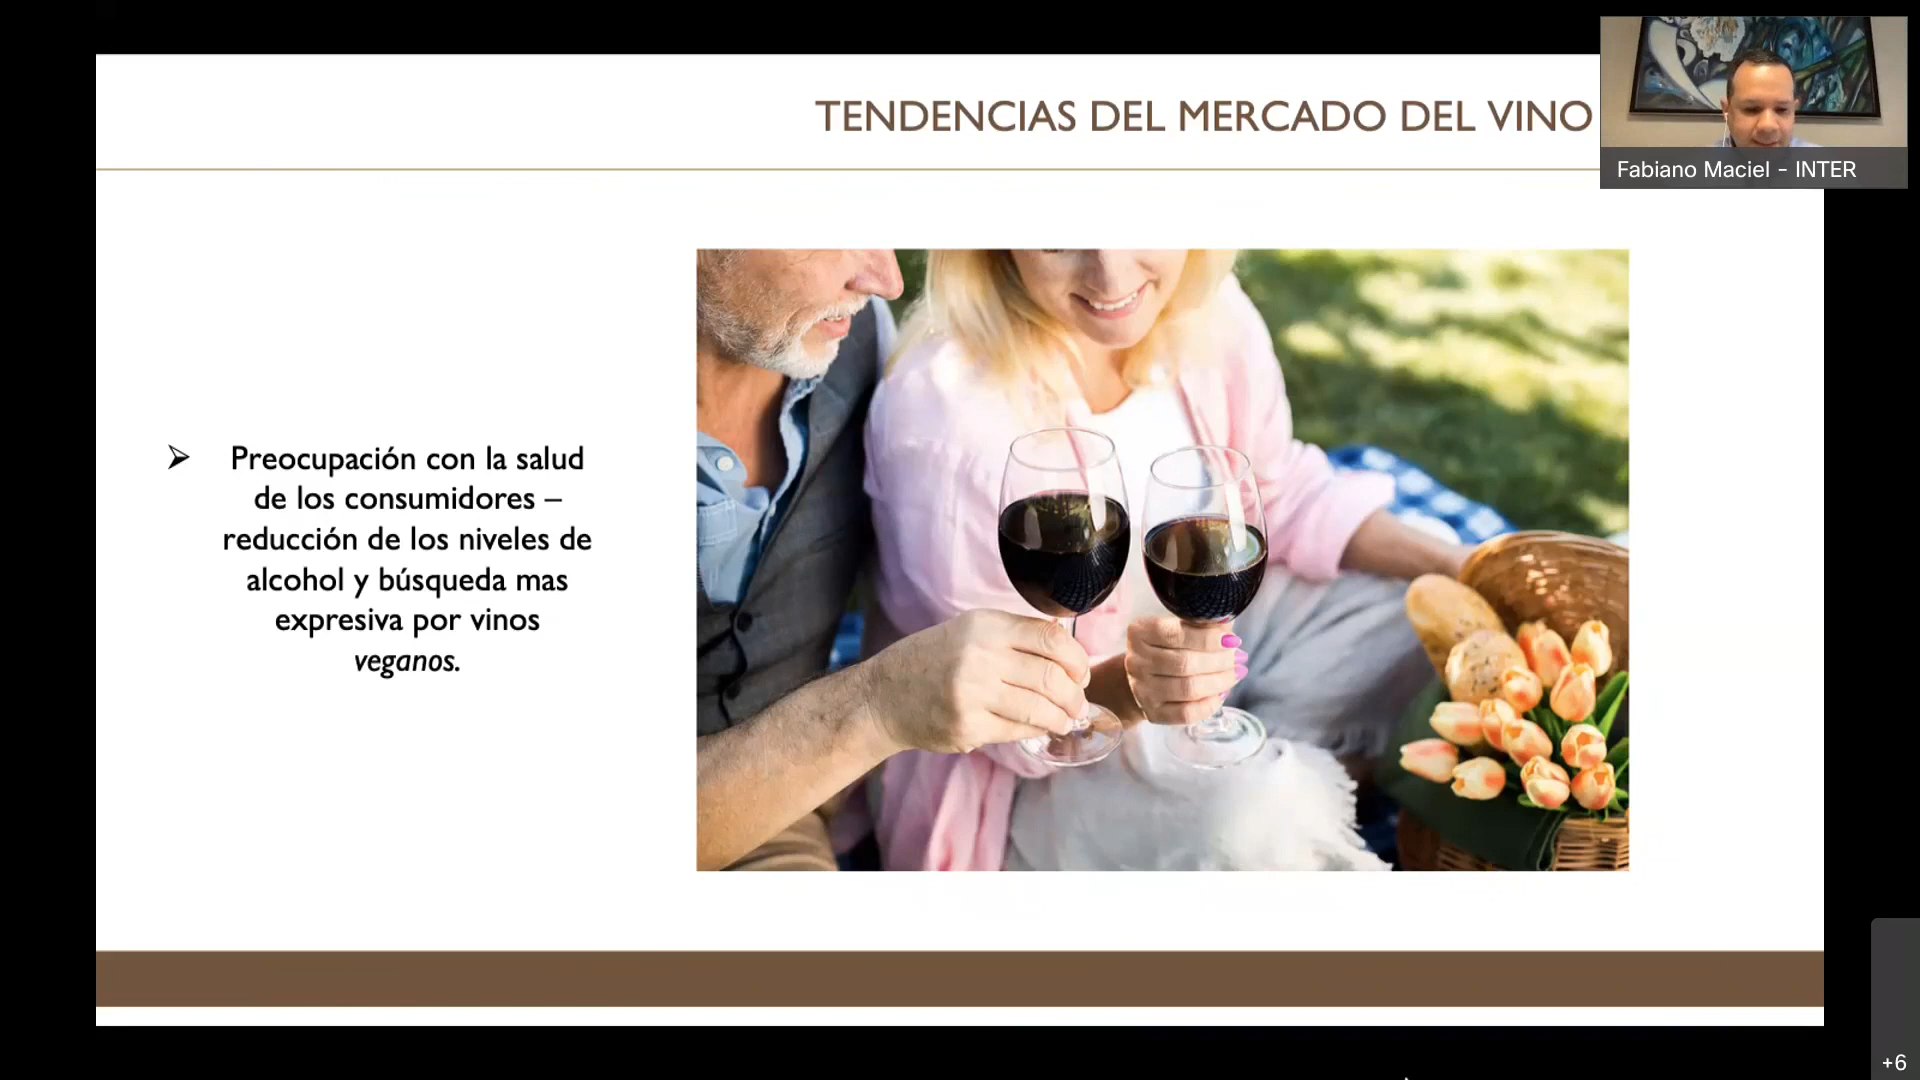 TENDENCIAS DEL MERCADO DEL VINO
Fabiano Maciel - INTER
➢ Preocupación con la salud
de los consumidores –
reducción de los niveles de
alcohol y búsqueda mas
expresiva por vinos
veganos.
+6